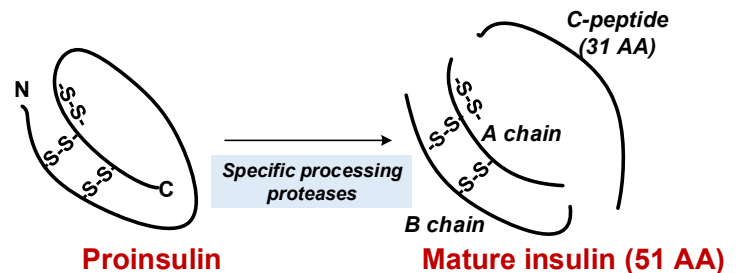 N
-S-S-
-S-S-
-S-S-
C
Proinsulin
Specific processing
proteases
C-peptide
(31 AA)
-S-S-
-S-S-
-S-S-
A chain
B chain
Mature insulin (51 AA)